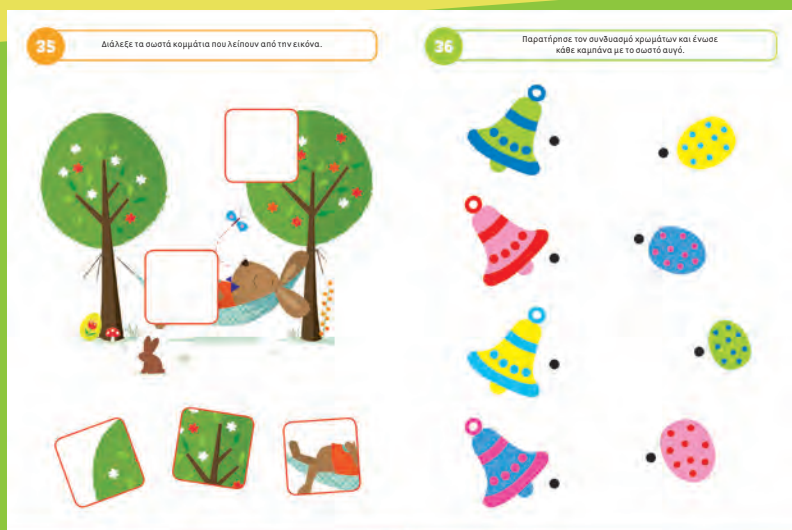 35
Διάλεξε τα σωστά κομμάτια που λείπουν από την εικόνα.
36
Παρατήρησε τον συνδυασμό χρωμάτων και ένωσε
κάθε καμπάνα με το σωστό αυγό.